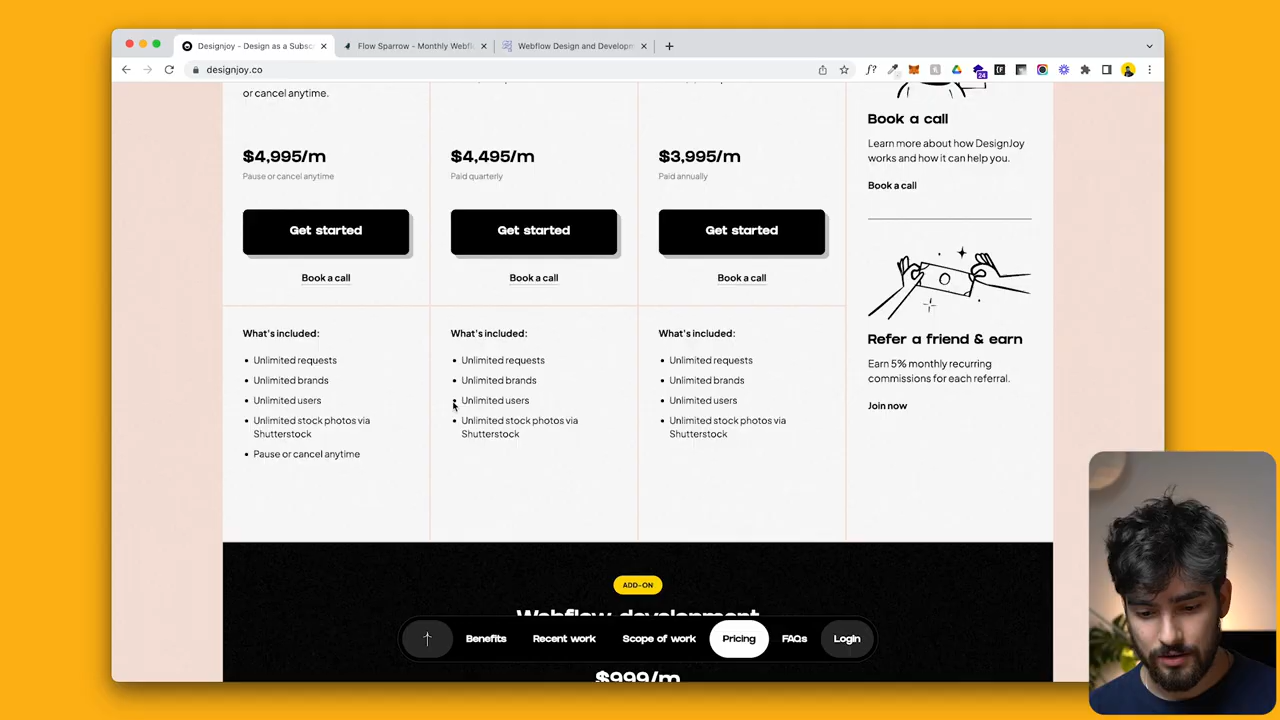 Designjoy - Design as a Subsc
Flow Sparrow - Monthly Webfl
Webflow Design and Developm
designjoy.co
24
or cancel anytime.
$4,995/m
Pause or cancel anytime
Get started
Book a call
What's included:
Unlimited requests
Unlimited brands
Unlimited users
Unlimited stock photos via
Shutterstock
Pause or cancel anytime
$4,495/m
Paid quarterly
Get started
Book a call
What's included:
Unlimited requests
Unlimited brands
Unlimited users
Unlimited stock photos via
Shutterstock
$3,995/m
Paid annually
Get started
Book a call
What's included:
Unlimited requests
Unlimited brands
Unlimited users
Unlimited stock photos via
Shutterstock
Book a call
Learn more about how DesignJoy
works and how it can help you.
Book a call
Refer a friend & earn
Earn 5% monthly recurring
commissions for each referral.
Join now
ADD-ON
Webflow development
Benefits
Recent work
Scope of work
Pricing
FAQs
Login
$999/m